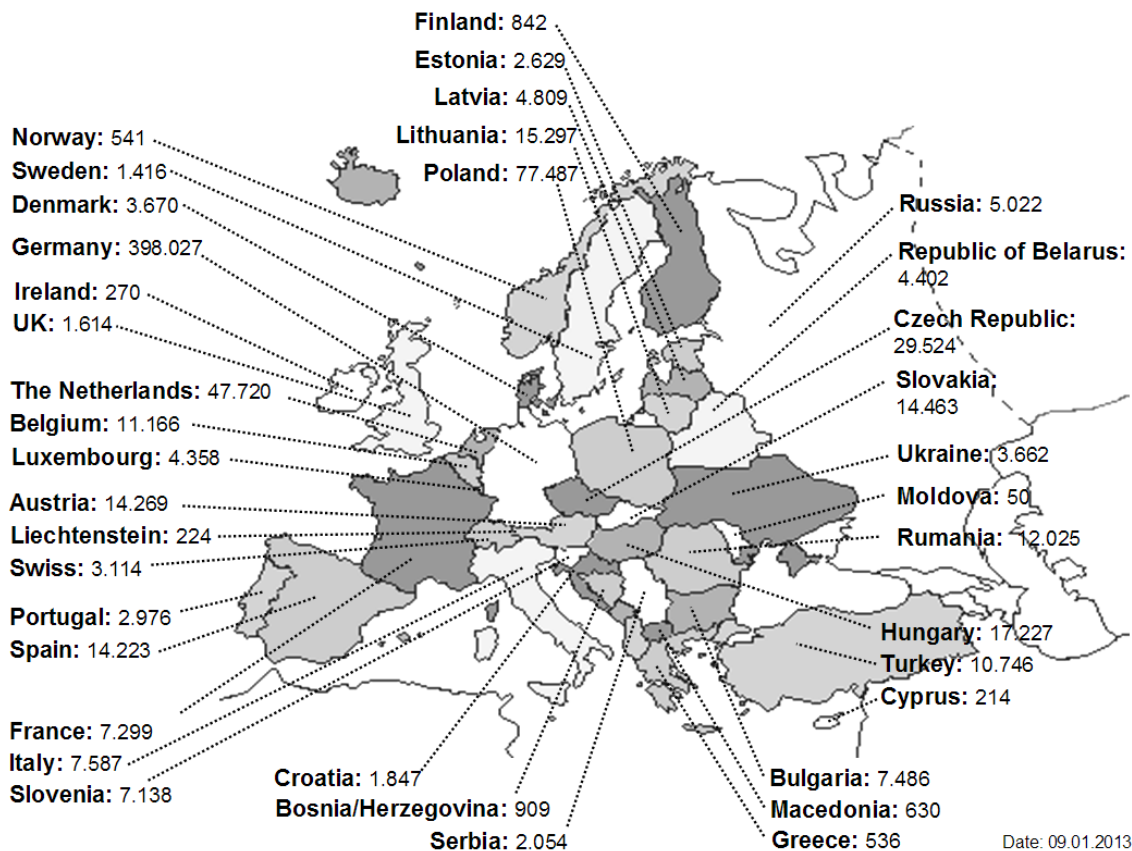 Finland: 842
Estonia: 2.629
Latvia: 4.809
Lithuania: 15.297
Poland: 77.487
Norway: 541
Sweden: 1.416
Denmark: 3.670
Germany: 398.027
Ireland: 270
UK: 1.614
The Netherlands: 47.720
Belgium: 11.166
Luxembourg: 4.358
Austria: 14.269
Liechtenstein: 224
Swiss: 3.114
Portugal: 2.976
Spain: 14.223
France: 7.299
Italy: 7.587
Slovenia: 7.138
Croatia: 1.847
Bosnia/Herzegovina: 909
Serbia: 2.054
Russia: 5.022
Republic of Belarus:
4.402
Czech Republic:
29.524
Slovakia:
14.463
Ukraine: 3.662
Moldova: 50
Rumania: 12.025
Hungary: 17.227
Turkey: 10.746
Cyprus: 214
Bulgaria: 7.486
Macedonia: 630
Greece: 536
Date: 09.01.2013